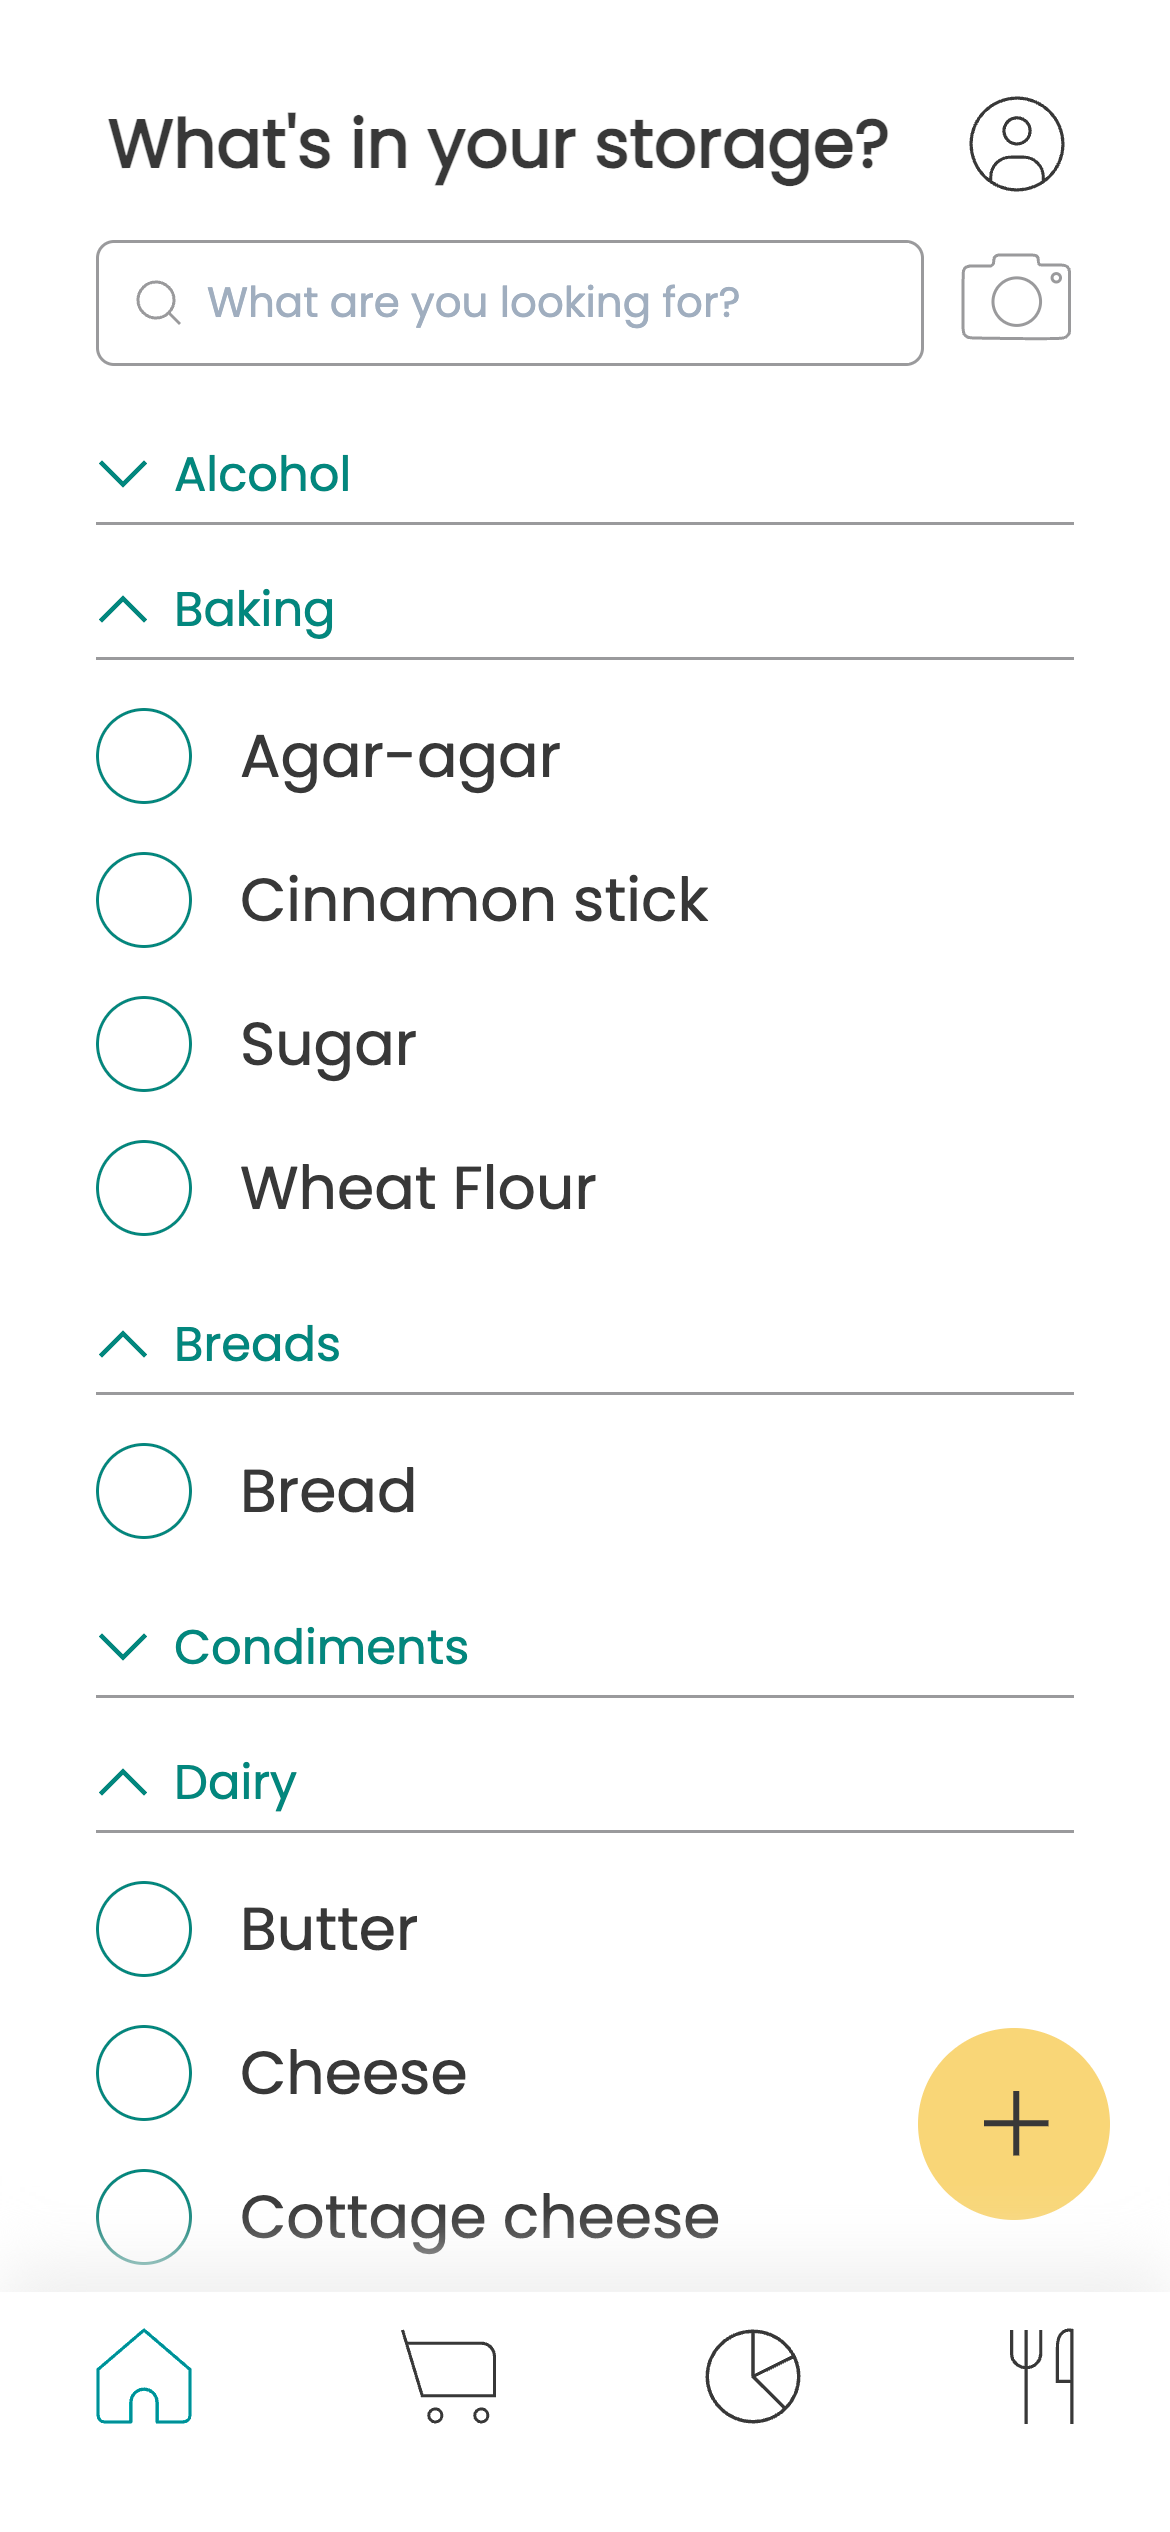 What's in your storage?
What are you looking for?
Alcohol
Baking
Agar-agar
Cinnamon stick
Sugar
Wheat Flour
Breads
Bread
Condiments
Dairy
Butter
Cheese
Cottage cheese